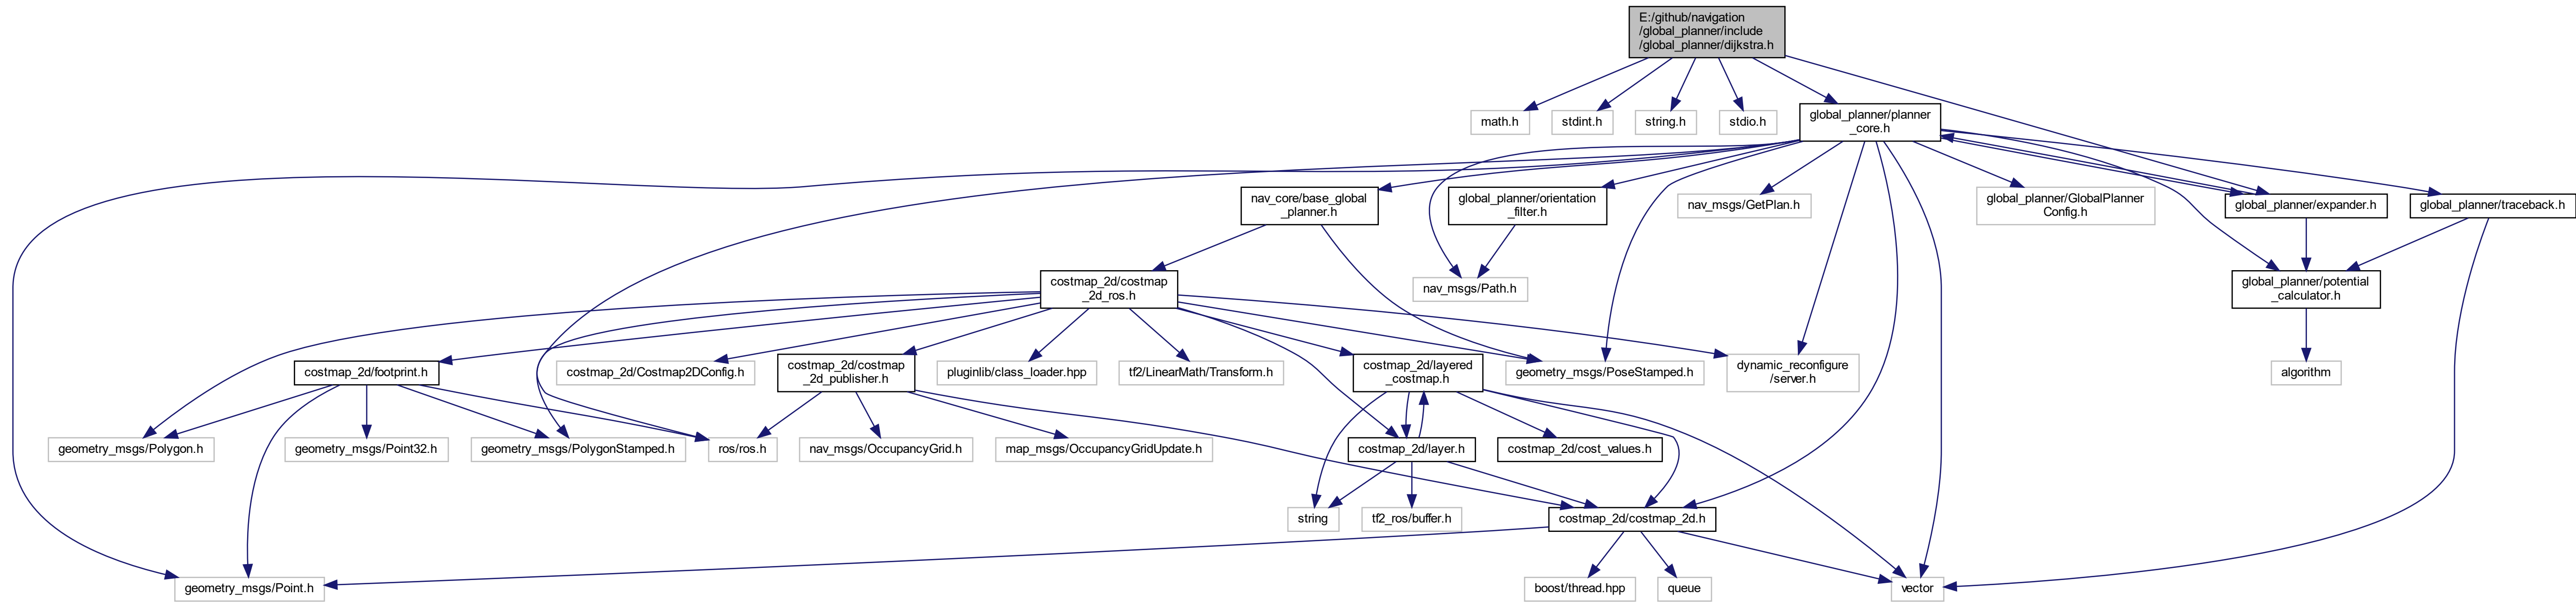 E:/github/navigation
/global_planner/include
/global_planner/dijkstra.h
math.h
stdint.h
string.h
stdio.h
global_planner/planner
_core.h
nav_core/base_global
_planner.h
global_planner/orientation
_filter.h
nav_msgs/GetPlan.h
global_planner/GlobalPlanner
Config.h
global_planner/expander.h
global_planner/traceback.h
costmap_2d/costmap
_2d_ros.h
nav_msgs/Path.h
global_planner/potential
_calculator.h
costmap_2d/footprint.h
costmap_2d/Costmap2DConfig.h
costmap_2d/costmap
_2d_publisher.h
pluginlib/class_loader.hpp
tf2/LinearMath/Transform.h
costmap_2d/layered
_costmap.h
geometry_msgs/PoseStamped.h
dynamic_reconfigure
/server.h
algorithm
geometry_msgs/Polygon.h
geometry_msgs/Point32.h
geometry_msgs/PolygonStamped.h
ros/ros.h
nav_msgs/OccupancyGrid.h
map_msgs/OccupancyGridUpdate.h
costmap_2d/layer.h
costmap_2d/cost_values.h
string
tf2_ros/buffer.h
costmap_2d/costmap_2d.h
geometry_msgs/Point.h
boost/thread.hpp
queue
vector